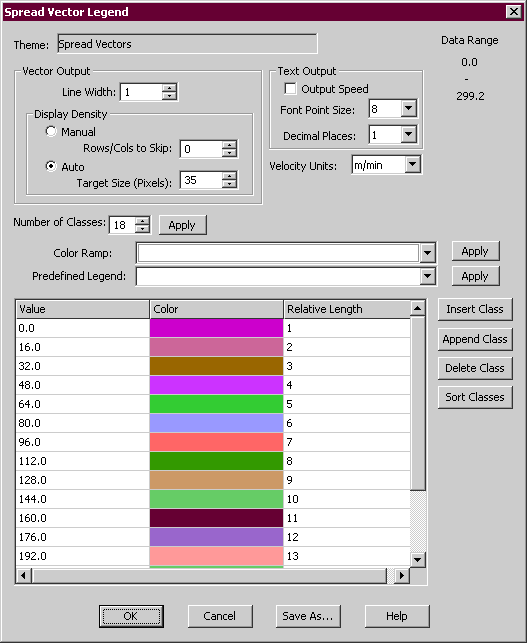 Spread Vector Legend
Theme: Spread Vectors
Data Range
0.0
-
299.2
Vector Output
Line Width: 1
Display Density
Manual
Rows/Cols to Skip: 0
Auto
Target Size (Pixels): 35
Text Output
Output Speed
Font Point Size: 8
Decimal Places: 1
Velocity Units: m/min
Number of Classes: 18 Apply
Color Ramp: Apply
Predefined Legend: Apply
Value Color Relative Length
0.0 1
16.0 2
32.0 3
48.0 4
64.0 5
80.0 6
96.0 7
112.0 8
128.0 9
144.0 10
160.0 11
176.0 12
192.0 13
Insert Class
Append Class
Delete Class
Sort Classes
OK Cancel Save As... Help